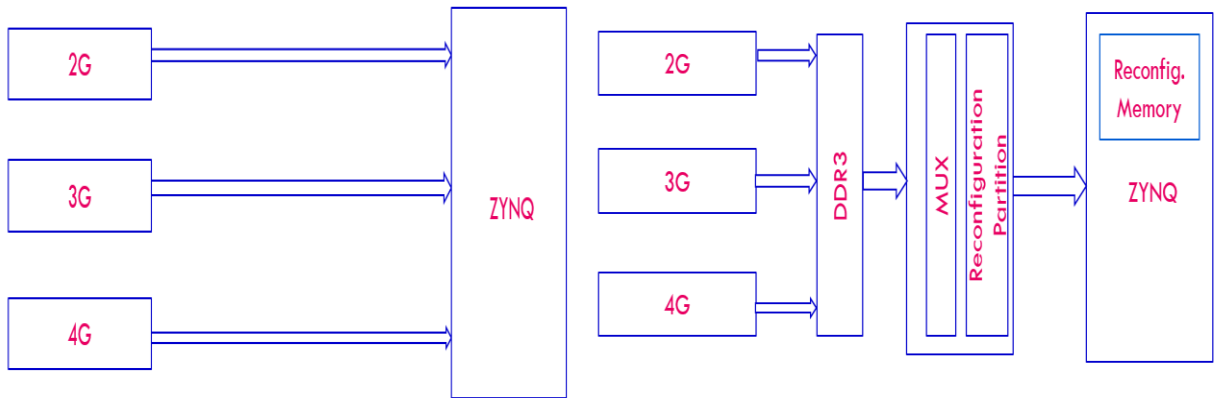 2G
3G
4G
ZYNQ
2G
3G
4G
DDR3
MUX
Reconfiguration
Partition
Reconfig.
Memory
ZYNQ